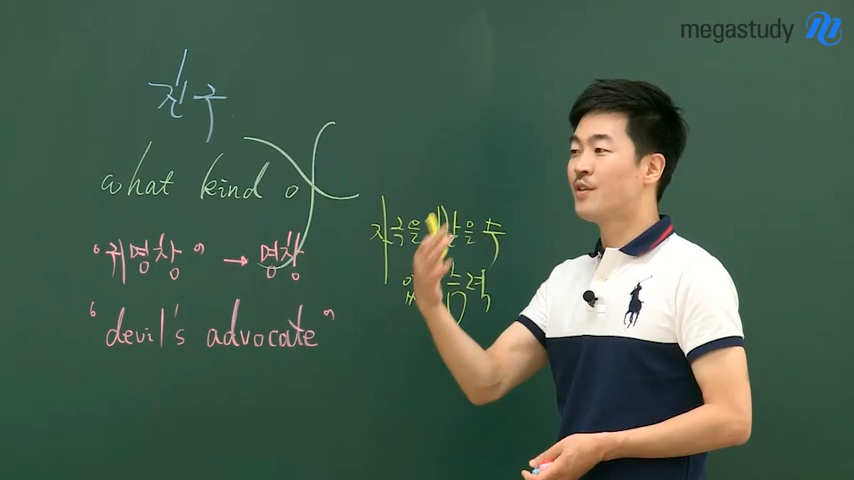 megastudy
친구
what kind of
"귀명창" → 명창
"devil's advocate"
자극을 받을 수
있는 능력